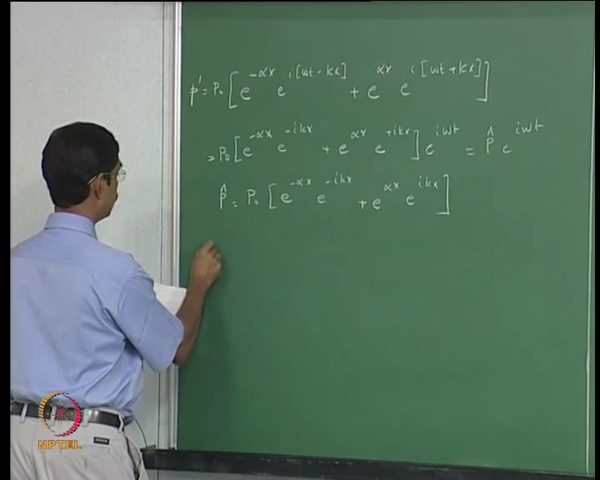 p' = P₀ [ e^{-αx} e^{i[ωt-kx]} + e^{αx} e^{i[ωt+kx]} ]
= P₀ [ e^{-αx} e^{-ikx} + e^{αx} e^{+ikx} ] e^{iωt} = P̂ e^{iωt}
P̂ = P₀ [ e^{-αx} e^{-ikx} + e^{αx} e^{ikx} ]
NPTEL